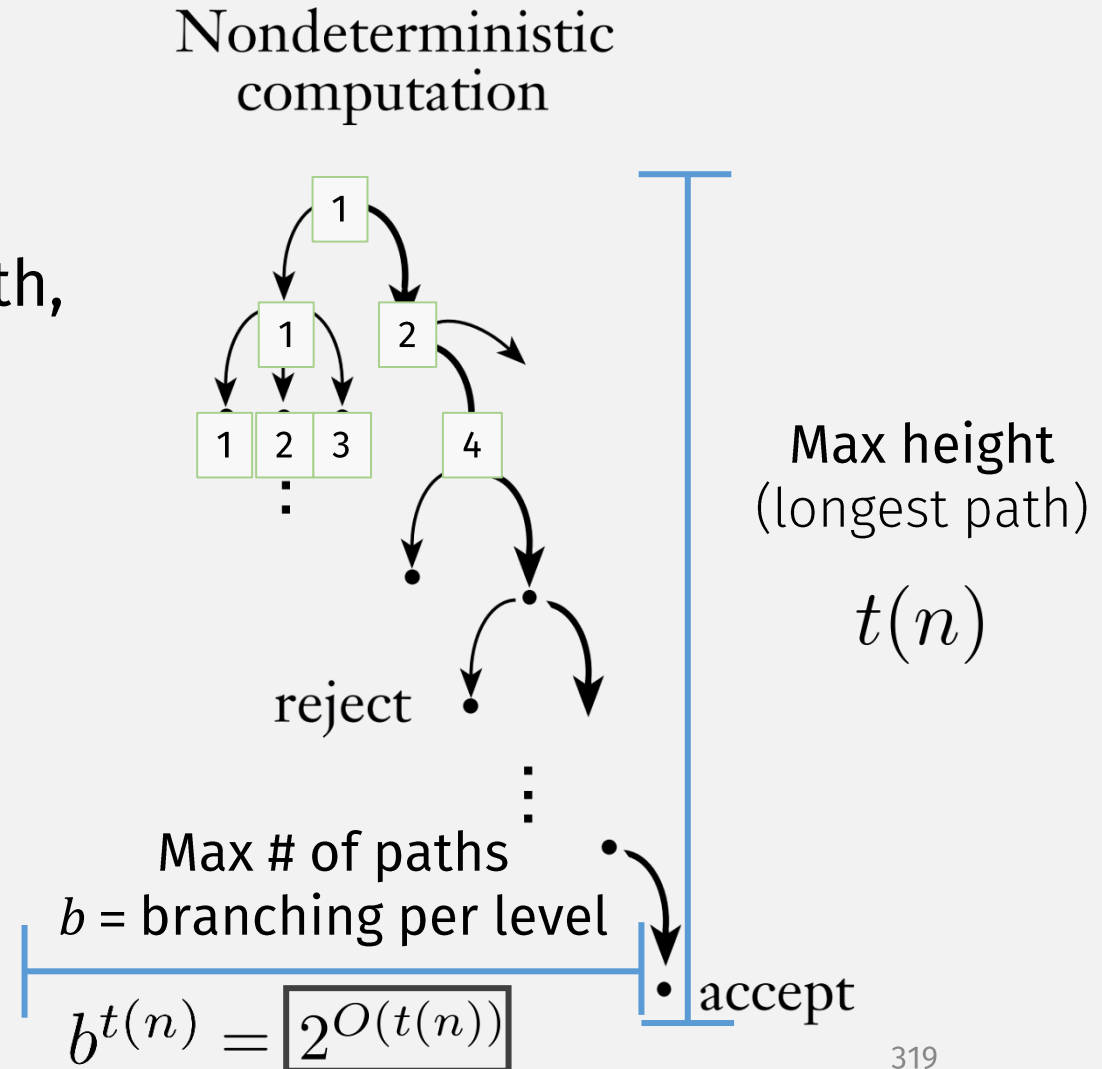 Nondeterministic
computation
1
th,
1
2
1
2
3
4
Max height
(longest path)
t(n)
reject
Max # of paths
b = branching per level
accept
b^{t(n)} = 2^{O(t(n))}
319